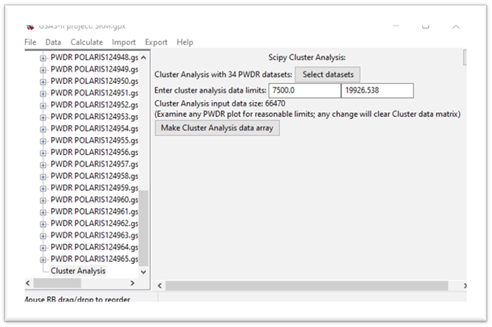 GSAS-II project: SKM.gpx
File Data Calculate Import Export Help
PWDR POLARIS124948.gs
PWDR POLARIS124949.gs
PWDR POLARIS124950.gs
PWDR POLARIS124951.gs
PWDR POLARIS124952.gs
PWDR POLARIS124953.gs
PWDR POLARIS124954.gs
PWDR POLARIS124955.gs
PWDR POLARIS124956.gs
PWDR POLARIS124957.gs
PWDR POLARIS124958.gs
PWDR POLARIS124959.gs
PWDR POLARIS124960.gs
PWDR POLARIS124961.gs
PWDR POLARIS124962.gs
PWDR POLARIS124963.gs
PWDR POLARIS124964.gs
PWDR POLARIS124965.gs
Cluster Analysis
Scipy Cluster Analysis:
Cluster Analysis with 34 PWDR datasets: Select datasets
Enter cluster analysis data limits: 7500.0 19926.538
Cluster Analysis input data size: 66470
(Examine any PWDR plot for reasonable limits; any change will clear Cluster data matrix)
Make Cluster Analysis data array
Mouse RB drag/drop to reorder